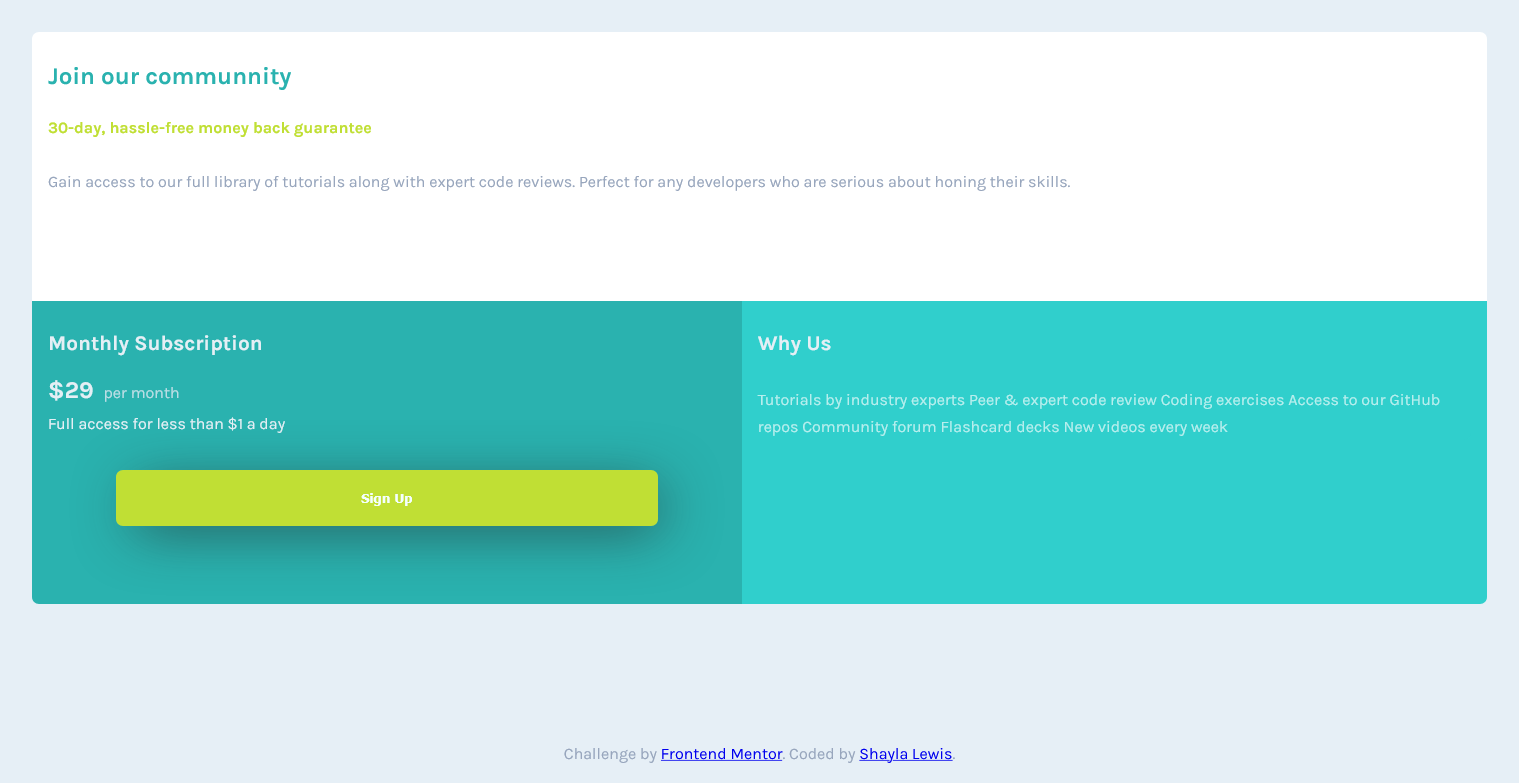 Join our communnity
30-day, hassle-free money back guarantee
Gain access to our full library of tutorials along with expert code reviews. Perfect for any developers who are serious about honing their skills.
Monthly Subscription
$29 per month
Full access for less than $1 a day
Sign Up
Why Us
Tutorials by industry experts Peer & expert code review Coding exercises Access to our GitHub
repos Community forum Flashcard decks New videos every week
Challenge by Frontend Mentor. Coded by Shayla Lewis.